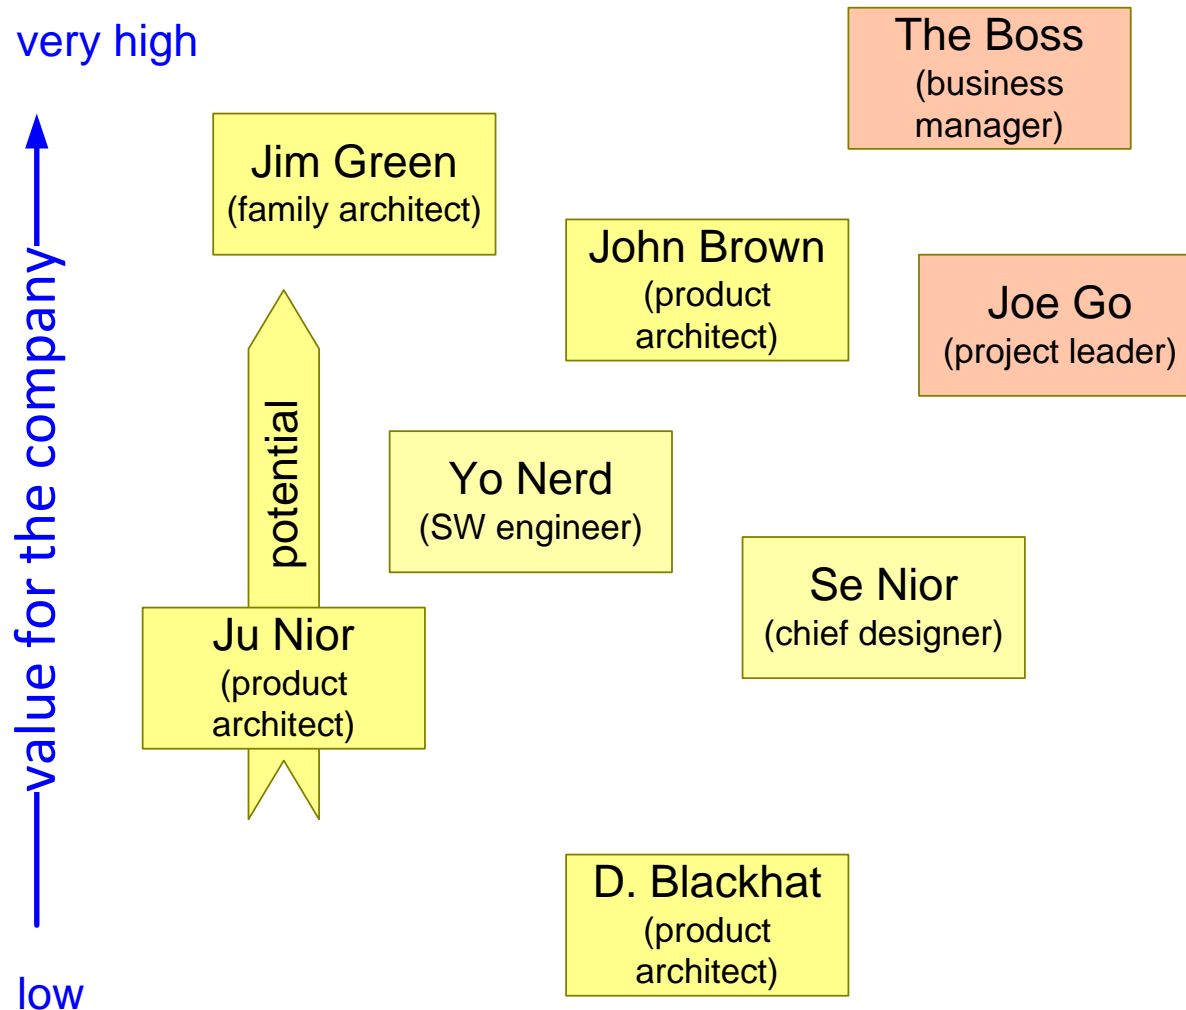 very high
The Boss
(business
manager)
Jim Green
(family architect)
John Brown
(product
architect)
Joe Go
(project leader)
value for the company
potential
Yo Nerd
(SW engineer)
Se Nior
(chief designer)
Ju Nior
(product
architect)
D. Blackhat
(product
architect)
low